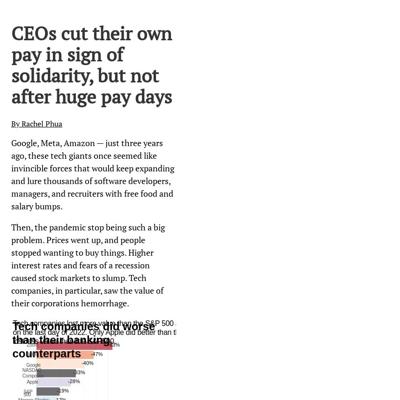 CEOs cut their own
pay in sign of
solidarity, but not
after huge pay days
By Rachel Phua
Google, Meta, Amazon — just three years
ago, these tech giants once seemed like
invincible forces that would keep expanding
and lure thousands of software developers,
managers, and recruiters with free food and
salary bumps.
Then, the pandemic stop being such a big
problem. Prices went up, and people
stopped wanting to buy things. Higher
interest rates and fears of a recession
caused stock markets to slump. Tech
companies, in particular, saw the value of
their corporations hemorrhage.
Tech companies lost more value than the S&P 500
on the last day of 2022. Only Apple did better than
Tech companies did worse
than their banking
counterparts
-47%
Google
-40%
NASDAQ
-33%
Apple
-28%
S&P
500
-19%